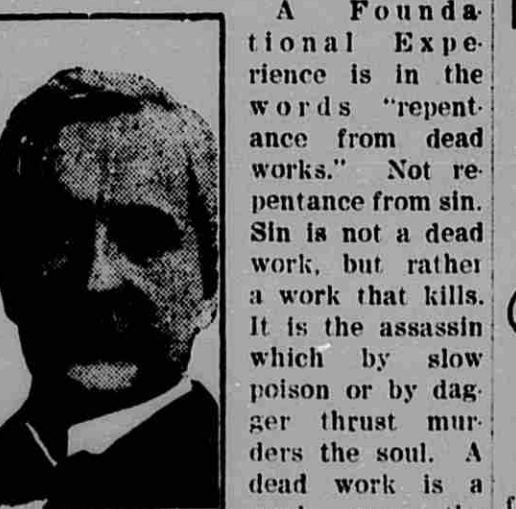 A Founda-
tional Expe-
rience is in the
words "repent-
ance from dead
works." Not re-
pentance from sin.
Sin is not a dead
work, but rather
a work that kills.
It is the assassin
which by slow
poison or by dag-
ger thrust mur-
ders the soul. A
dead work is a